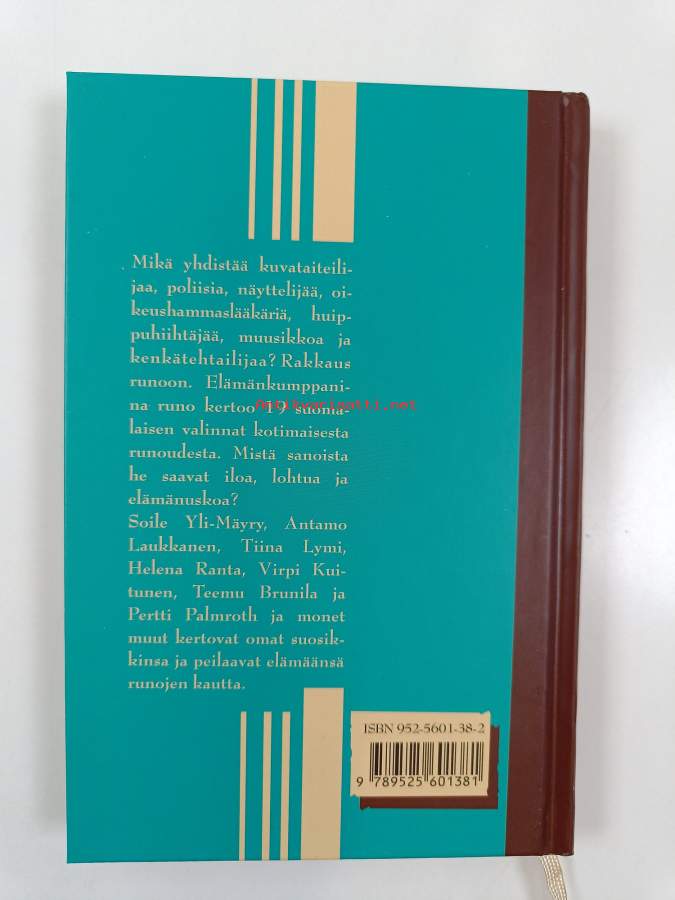 Mikä yhdistää kuvataiteili-
jaa, poliisia, näyttelijää, oi-
keushammaslääkäriä, huip-
puhiihtäjää, muusikkoa ja
kenkätehtailijaa? Rakkaus
runoon. Elämänkumppani-
na runo kertoo 19 suoma-
Antikvariaatti.net
laisen valinnat kotimaisesta
runoudesta. Mistä sanoista
he saavat iloa, lohtua ja
elämänuskoa?
Soile Yli-Mäyry, Antamo
Laukkanen, Tiina Lymi,
Helena Ranta, Virpi Kui-
tunen, Teemu Brunila ja
Pertti Palmroth ja monet
muut kertovat omat suosik-
kinsa ja peilaavat elämäänsä
runojen kautta.
ISBN 952-5601-38-2
9 789525 601381